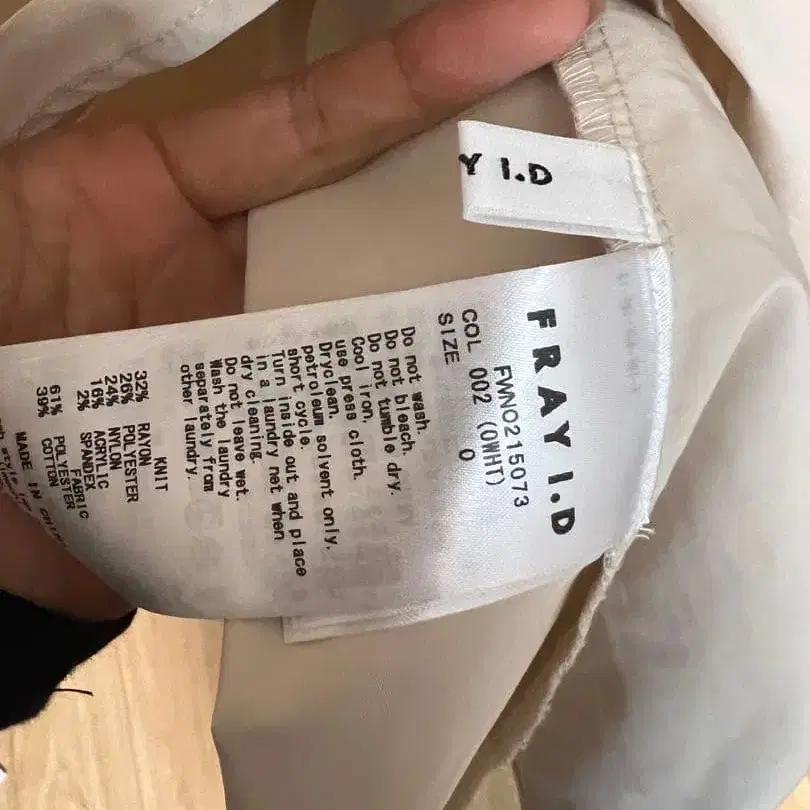 Y I.D
FRAY I.D
FWNO215073
COL 002 (OWHT)
SIZE 0
Do not wash.
Do not bleach.
Do not tumble dry.
Cool iron,
use press cloth.
Dryclean,
petroleum solvent only,
short cycle.
Turn inside out and place
in a laundry net when
dry cleaning.
Do not leave wet.
Wash the laundry
separately from
other laundry.
KNIT
32% RAYON
26% POLYESTER
24% NYLON
16% ACRYLIC
2% SPANDEX
FABRIC
61% POLYESTER
39% COTTON
MADE IN